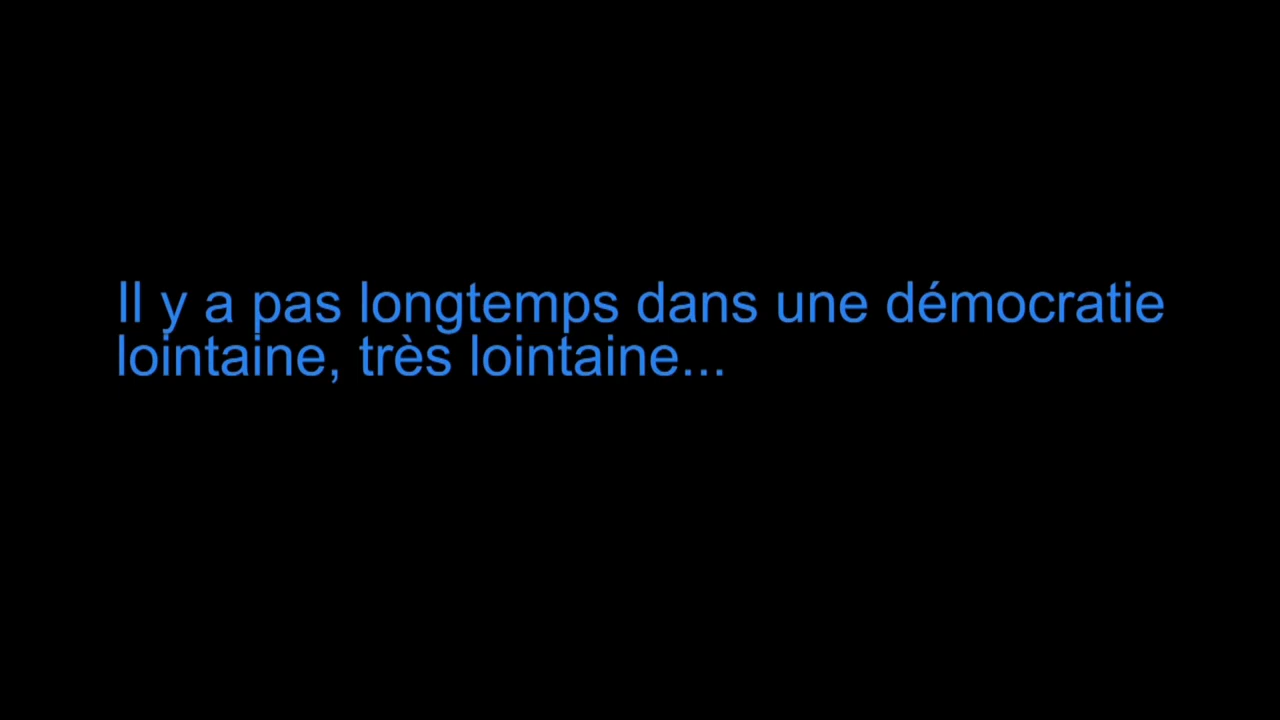 Il y a pas longtemps dans une démocratie
lointaine, très lointaine...